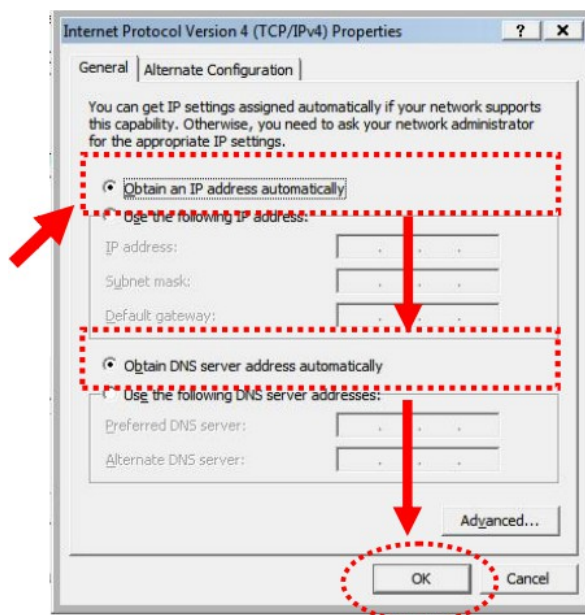 Internet Protocol Version 4 (TCP/IPv4) Properties
General
Alternate Configuration
You can get IP settings assigned automatically if your network supports
this capability. Otherwise, you need to ask your network administrator
for the appropriate IP settings.
Obtain an IP address automatically
Use the following IP address:
IP address:
Subnet mask:
Default gateway:
Obtain DNS server address automatically
Use the following DNS server addresses:
Preferred DNS server:
Alternate DNS server:
Advanced...
OK
Cancel